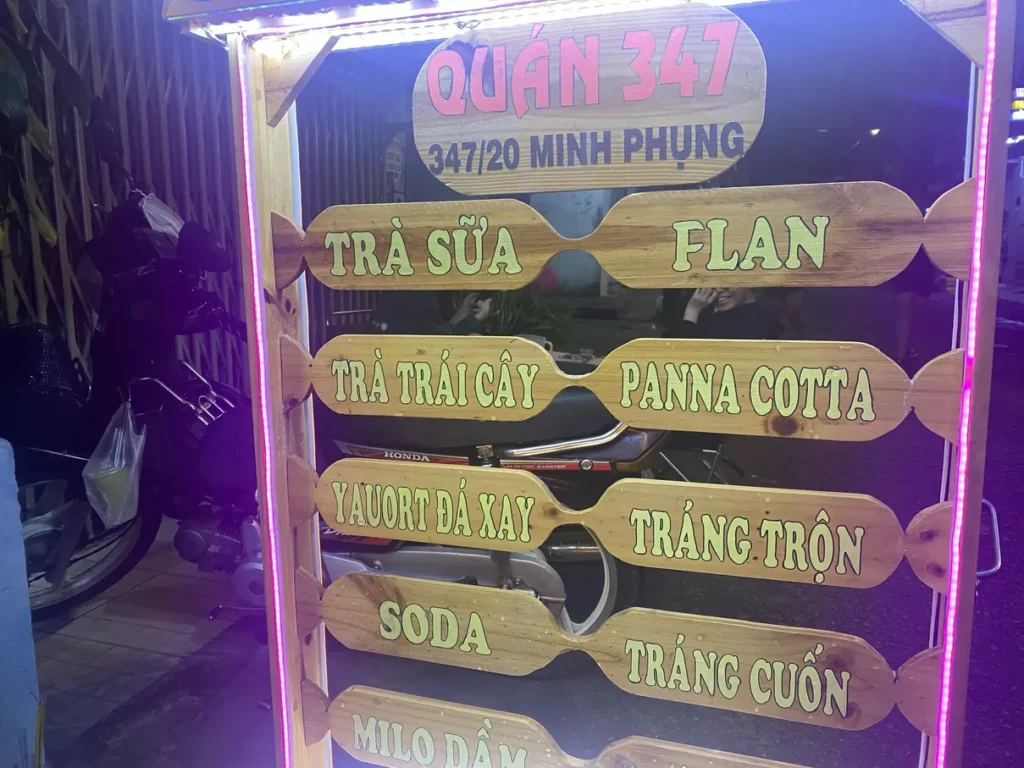 QUÁN 347
347/20 MINH PHỤNG
TRÀ SỮA
FLAN
TRÀ TRÁI CÂY
PANNA COTTA
YAUORT ĐÁ XAY
TRÁNG TRỘN
SODA
TRÁNG CUỐN
MILO DẦM
HONDA